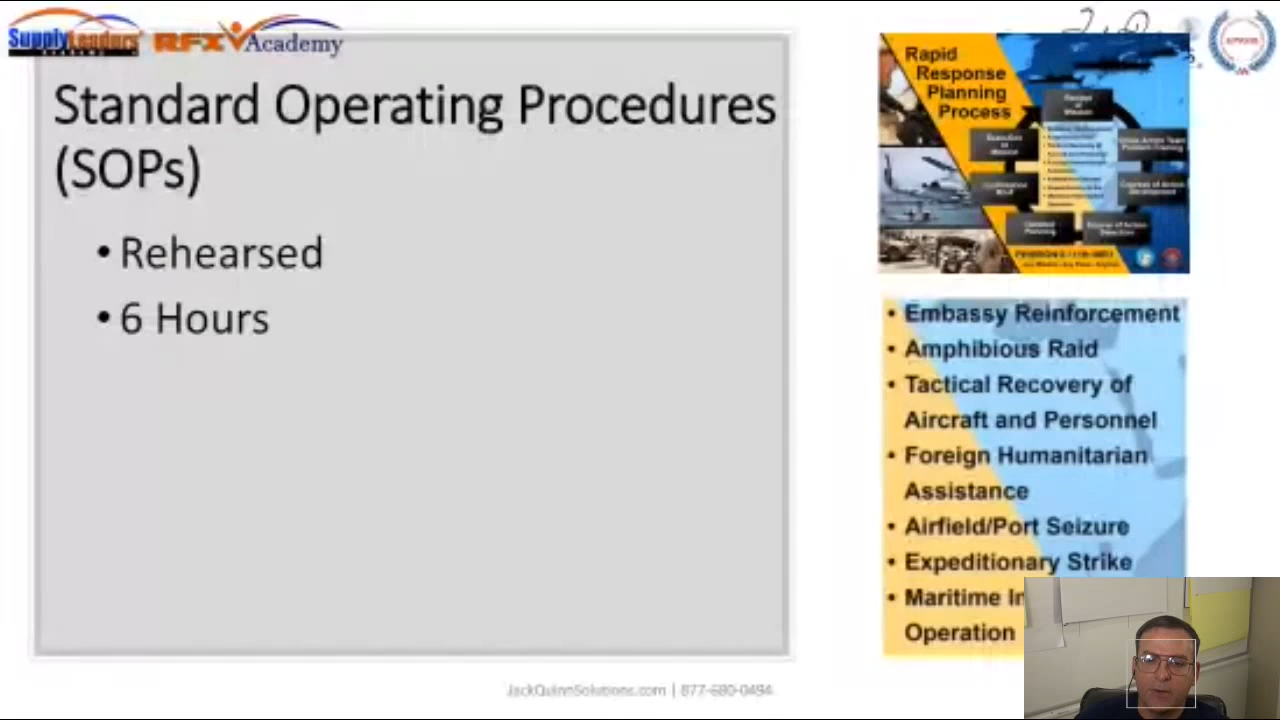 SupplyLeaders
ACADEMY
RFX Academy
Standard Operating Procedures
(SOPs)
• Rehearsed
• 6 Hours
Rapid
Response
Planning
Process
• Embassy Reinforcement
• Amphibious Raid
• Tactical Recovery of
Aircraft and Personnel
• Foreign Humanitarian
Assistance
• Airfield/Port Seizure
• Expeditionary Strike
• Maritime In
Operation
JackQuinnSolutions.com | 877-680-0494